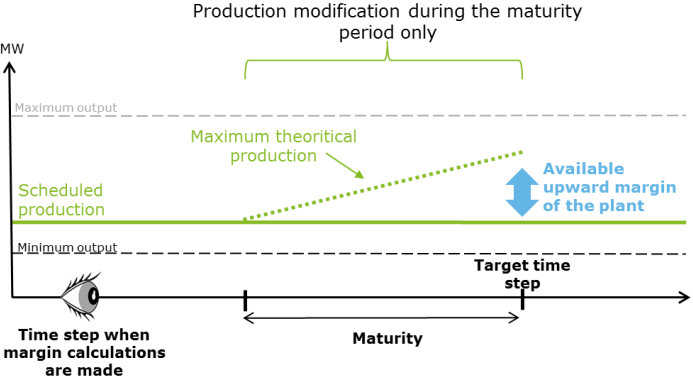 Production modification during the maturity
period only
MW
Maximum output
Maximum theoritical
production
Available
upward margin
of the plant
Scheduled
production
Minimum output
Target time
step
Time step when
margin calculations
are made
Maturity